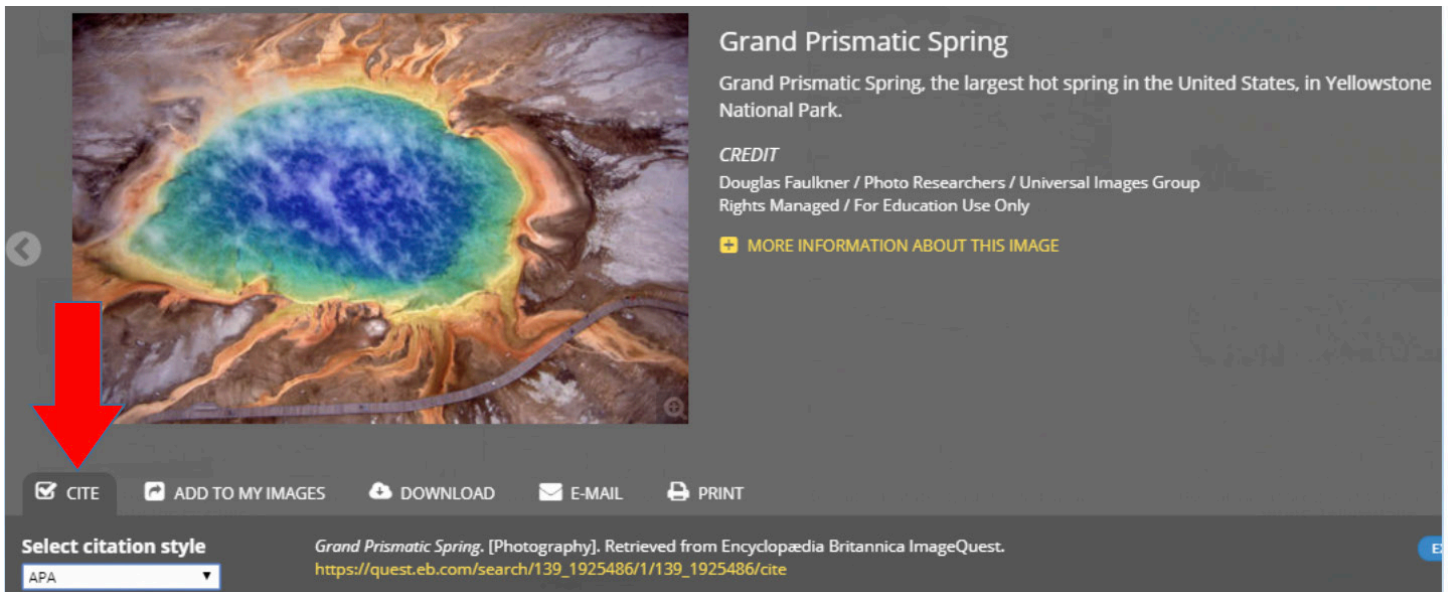 Grand Prismatic Spring
Grand Prismatic Spring, the largest hot spring in the United States, in Yellowstone
National Park.
CREDIT
Douglas Faulkner / Photo Researchers / Universal Images Group
Rights Managed / For Education Use Only
MORE INFORMATION ABOUT THIS IMAGE
CITE ADD TO MY IMAGES DOWNLOAD E-MAIL PRINT
Select citation style
APA
Grand Prismatic Spring. [Photography]. Retrieved from Encyclopædia Britannica ImageQuest.
https://quest.eb.com/search/139_1925486/1/139_1925486/cite